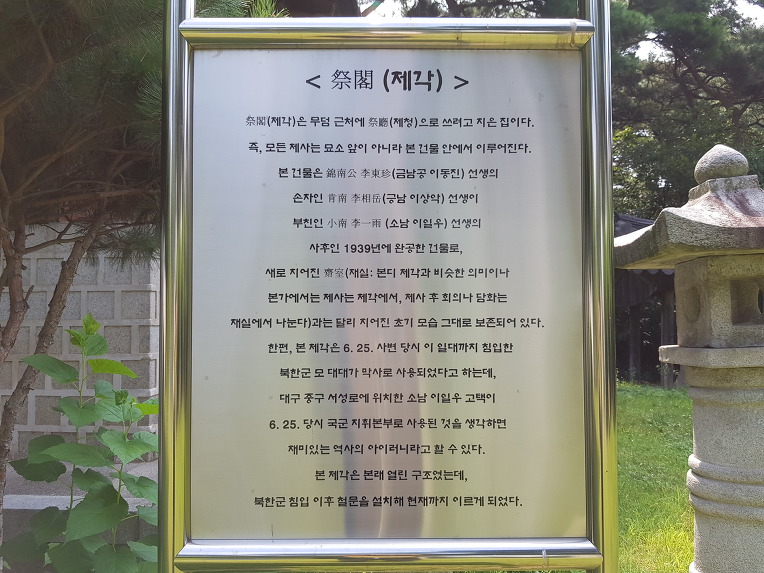 < 祭閣 (제각) >
祭閣(제각)은 무덤 근처에 祭廳(제청)으로 쓰려고 지은 집이다.
즉, 모든 제사는 묘소 앞이 아니라 본 건물 안에서 이루어진다.
본 건물은 錦南公 李東珍(금남공 이동진) 선생의
손자인 肯南 李相岳(긍남 이상악) 선생이
부친인 小南 李一雨 (소남 이일우) 선생의
사후인 1939년에 완공한 건물로,
새로 지어진 齋室(재실: 본디 제각과 비슷한 의미이나
본가에서는 제사는 제각에서, 제사 후 회의나 담화는
재실에서 나눈다)과는 달리 지어진 초기 모습 그대로 보존되어 있다.
한편, 본 제각은 6. 25. 사변 당시 이 일대까지 침입한
북한군 모 대대가 막사로 사용되었다고 하는데,
대구 중구 서성로에 위치한 소남 이일우 고택이
6. 25. 당시 국군 지휘본부로 사용된 것을 생각하면
재미있는 역사의 아이러니라고 할 수 있다.
본 제각은 본래 열린 구조였는데,
북한군 침입 이후 철문을 설치해 현재까지 이르게 되었다.